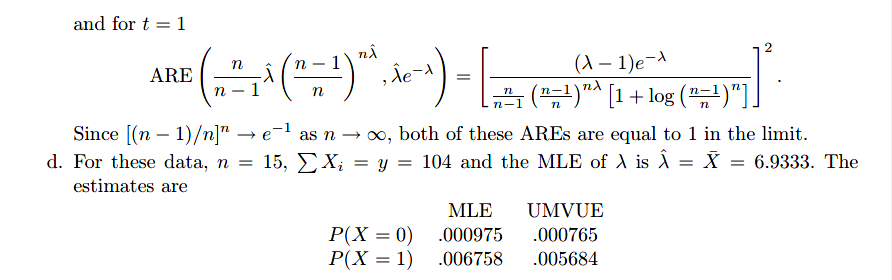 and for t = 1
ARE ( n/(n − 1) λ̂ ((n − 1)/n)^{nλ̂} , λ̂e^{−λ̂} ) = [ (λ − 1)e^{−λ} / ( n/(n−1) ((n−1)/n)^{nλ} [1 + log ((n−1)/n)^n] ) ]^2 .
Since [(n − 1)/n]^n → e^{−1} as n → ∞, both of these AREs are equal to 1 in the limit.
d. For these data, n = 15, ∑ X_i = y = 104 and the MLE of λ is λ̂ = X̄ = 6.9333. The
estimates are
MLE UMVUE
P(X = 0) .000975 .000765
P(X = 1) .006758 .005684